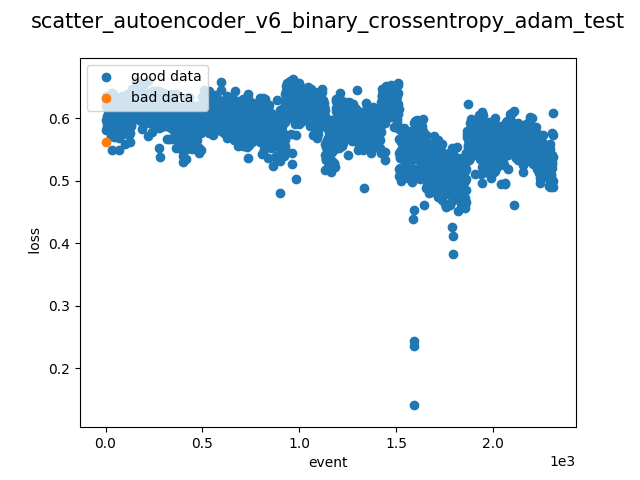 scatter_autoencoder_v6_binary_crossentropy_adam_test
good data
bad data
loss
0.6
0.5
0.4
0.3
0.2
0.0
0.5
1.0
1.5
2.0
1e3
event